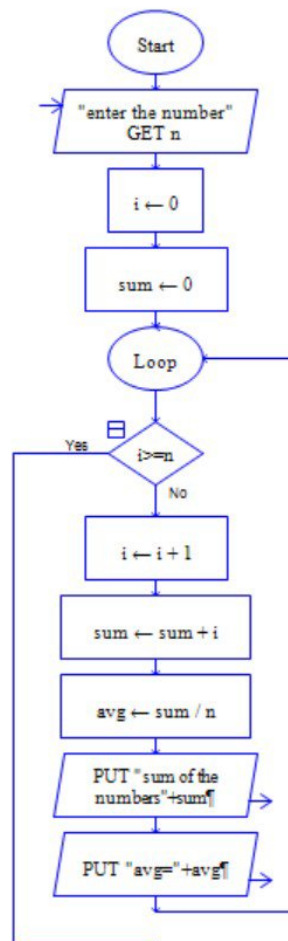 Start
"enter the number"
GET n
i ← 0
sum ← 0
Loop
Yes
i>=n
No
i ← i + 1
sum ← sum + i
avg ← sum / n
PUT "sum of the
numbers"+sum¶
PUT "avg="+avg¶